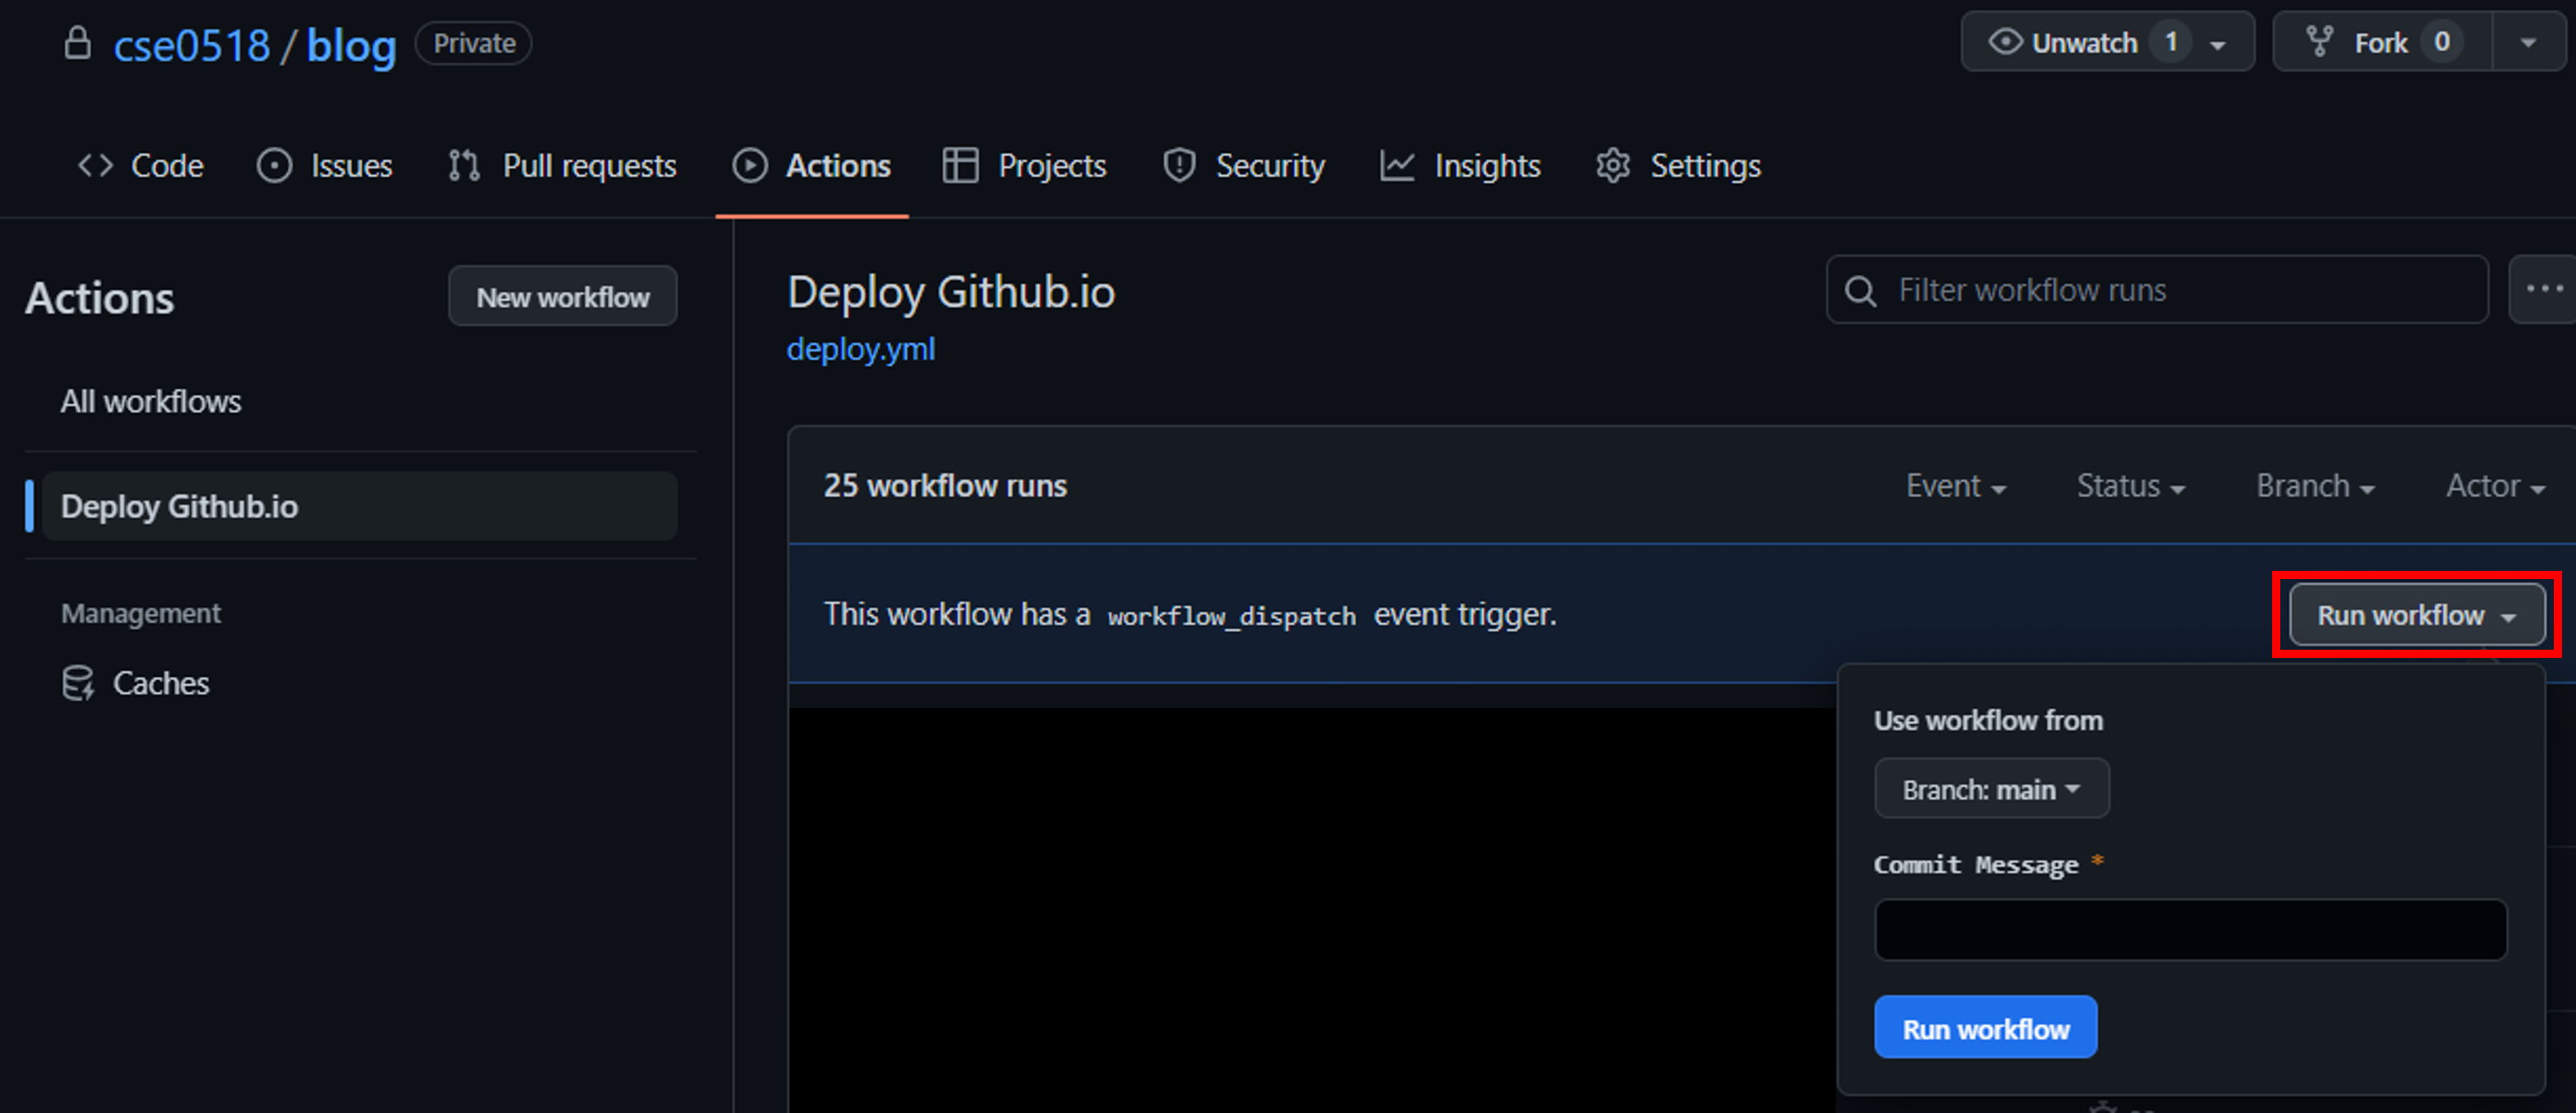 cse0518 / blog Private
Unwatch 1
Fork 0
Code Issues Pull requests Actions Projects Security Insights Settings
Actions
New workflow
All workflows
Deploy Github.io
Management
Caches
Deploy Github.io
deploy.yml
Filter workflow runs
25 workflow runs
Event Status Branch Actor
This workflow has a workflow_dispatch event trigger.
Run workflow
Use workflow from
Branch: main
Commit Message *
Run workflow